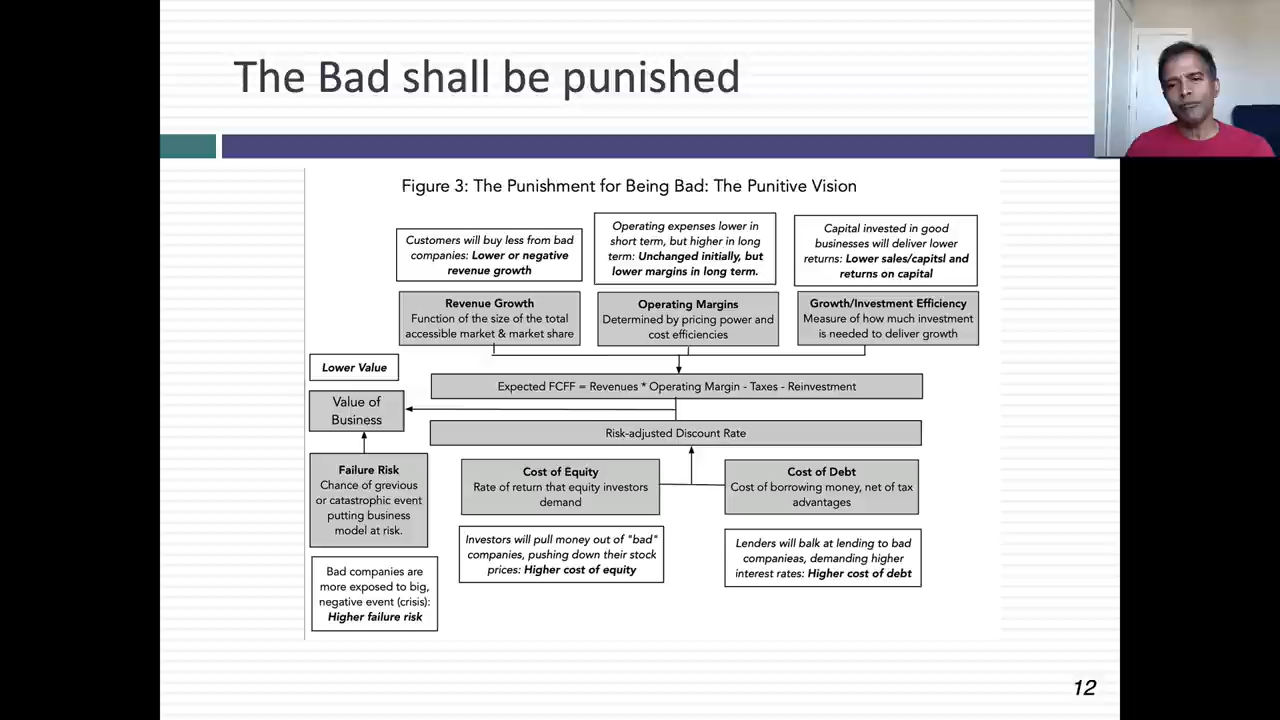 The Bad shall be punished
Figure 3: The Punishment for Being Bad: The Punitive Vision
Customers will buy less from bad
companies: Lower or negative
revenue growth
Operating expenses lower in
short term, but higher in long
term: Unchanged initially, but
lower margins in long term.
Capital invested in good
businesses will deliver lower
returns: Lower sales/capitsl and
returns on capital
Revenue Growth
Function of the size of the total
accessible market & market share
Operating Margins
Determined by pricing power and
cost efficiencies
Growth/Investment Efficiency
Measure of how much investment
is needed to deliver growth
Lower Value
Expected FCFF = Revenues * Operating Margin - Taxes - Reinvestment
Value of
Business
Risk-adjusted Discount Rate
Failure Risk
Chance of grevious
or catastrophic event
putting business
model at risk.
Cost of Equity
Rate of return that equity investors
demand
Cost of Debt
Cost of borrowing money, net of tax
advantages
Investors will pull money out of "bad"
companies, pushing down their stock
prices: Higher cost of equity
Lenders will balk at lending to bad
companieas, demanding higher
interest rates: Higher cost of debt
Bad companies are
more exposed to big,
negative event (crisis):
Higher failure risk
12